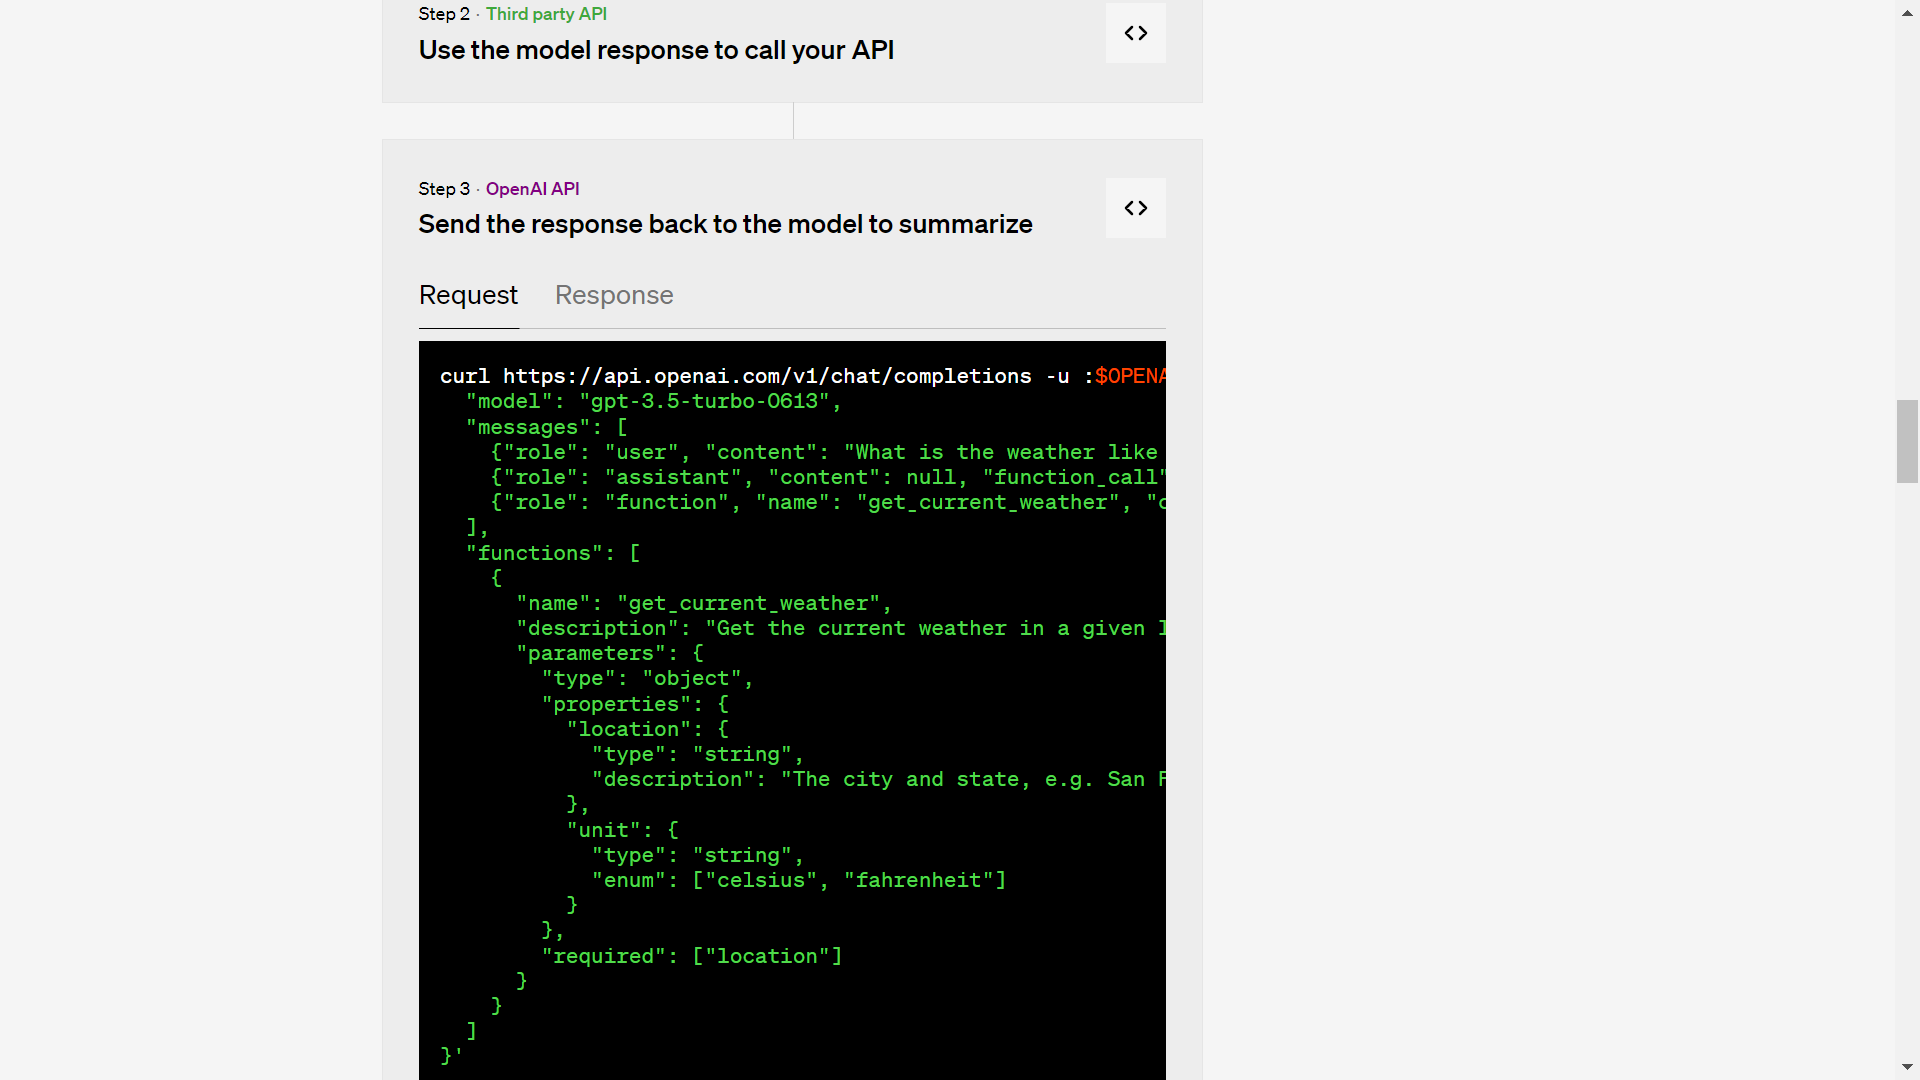 Step 2 · Third party API
Use the model response to call your API
<>
Step 3 · OpenAI API
Send the response back to the model to summarize
<>
Request Response
curl https://api.openai.com/v1/chat/completions -u :$OPENA
"model": "gpt-3.5-turbo-0613",
"messages": [
{"role": "user", "content": "What is the weather like
{"role": "assistant", "content": null, "function_call"
{"role": "function", "name": "get_current_weather", "c
],
"functions": [
{
"name": "get_current_weather",
"description": "Get the current weather in a given l
"parameters": {
"type": "object",
"properties": {
"location": {
"type": "string",
"description": "The city and state, e.g. San F
},
"unit": {
"type": "string",
"enum": ["celsius", "fahrenheit"]
}
},
"required": ["location"]
}
}
]
}'